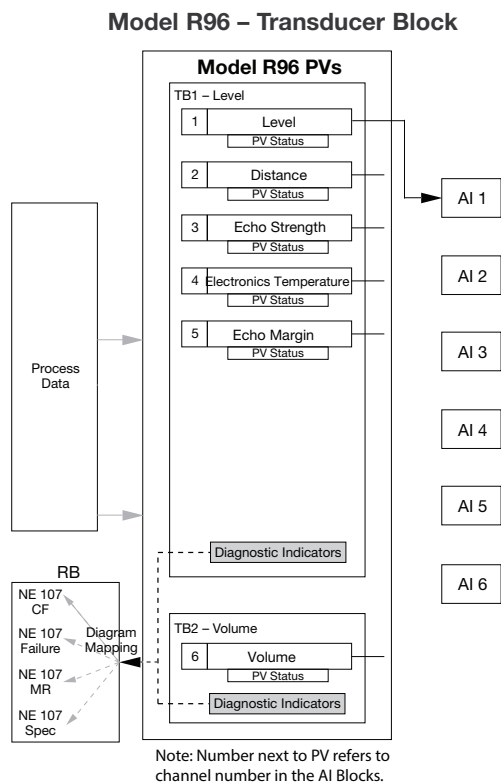 Model R96 – Transducer Block
Model R96 PVs
TB1 – Level
1 Level
PV Status
2 Distance
PV Status
3 Echo Strength
PV Status
4 Electronics Temperature
PV Status
5 Echo Margin
PV Status
Diagnostic Indicators
TB2 – Volume
6 Volume
PV Status
Diagnostic Indicators
Process
Data
RB
NE 107
CF
NE 107
Failure
NE 107
MR
NE 107
Spec
Diagram
Mapping
AI 1
AI 2
AI 3
AI 4
AI 5
AI 6
Note: Number next to PV refers to
channel number in the AI Blocks.